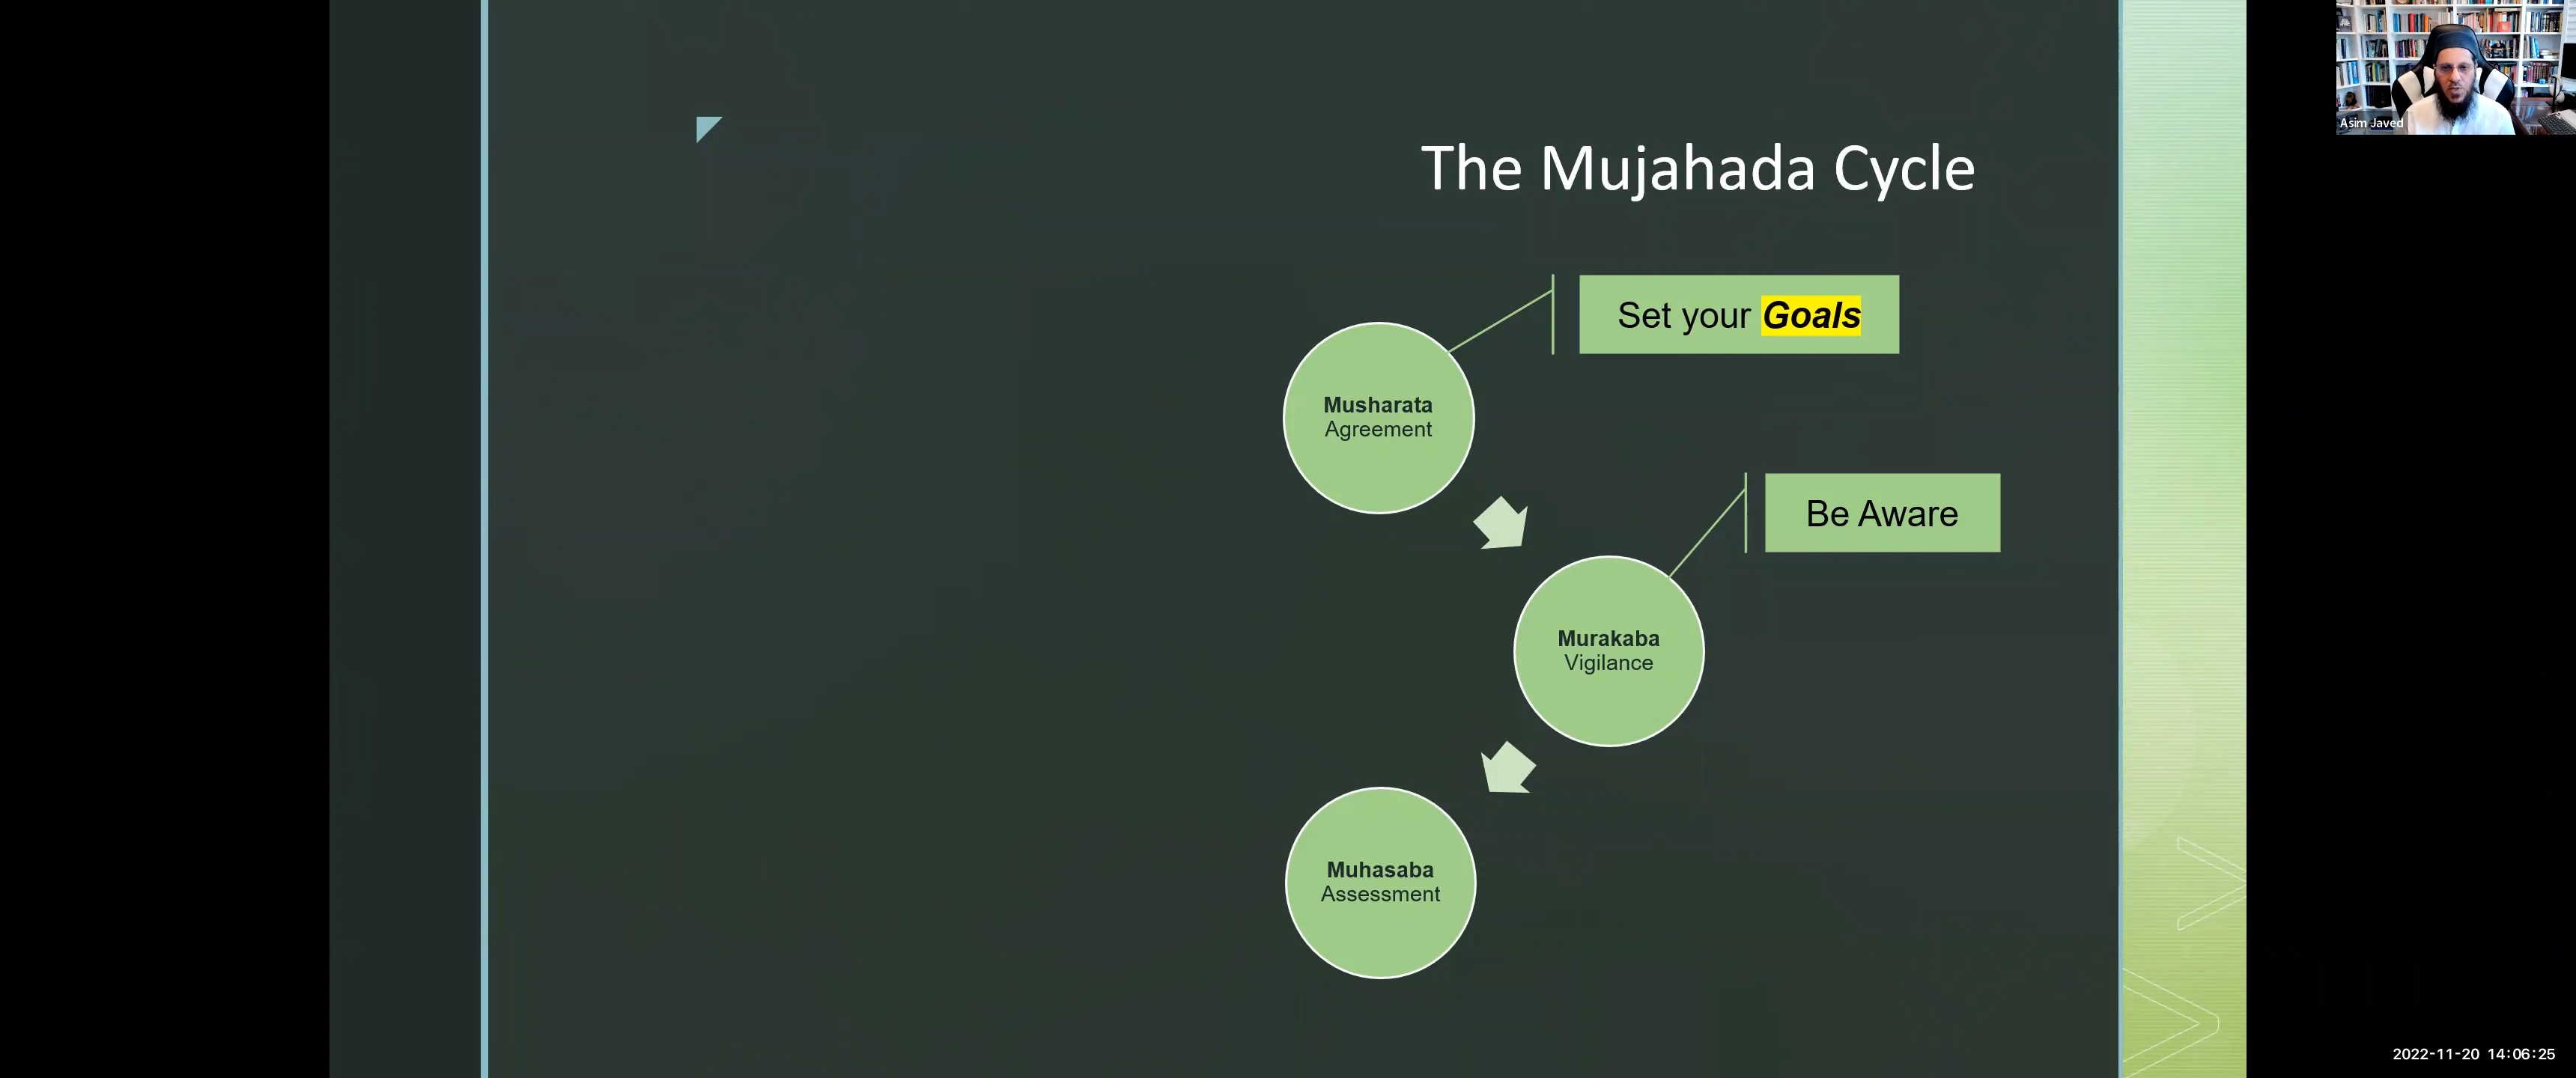 The Mujahada Cycle
Set your Goals
Musharata
Agreement
Be Aware
Murakaba
Vigilance
Muhasaba
Assessment
Asim Javed
2022-11-20 14:06:25